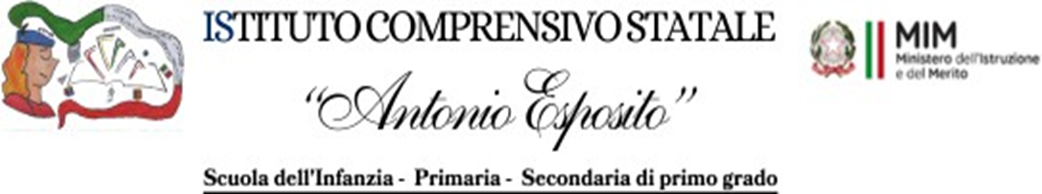 ISTITUTO COMPRENSIVO STATALE
"Antonio Esposito"
Scuola dell'Infanzia - Primaria - Secondaria di primo grado
MIM
Ministero dell'Istruzione
e del Merito